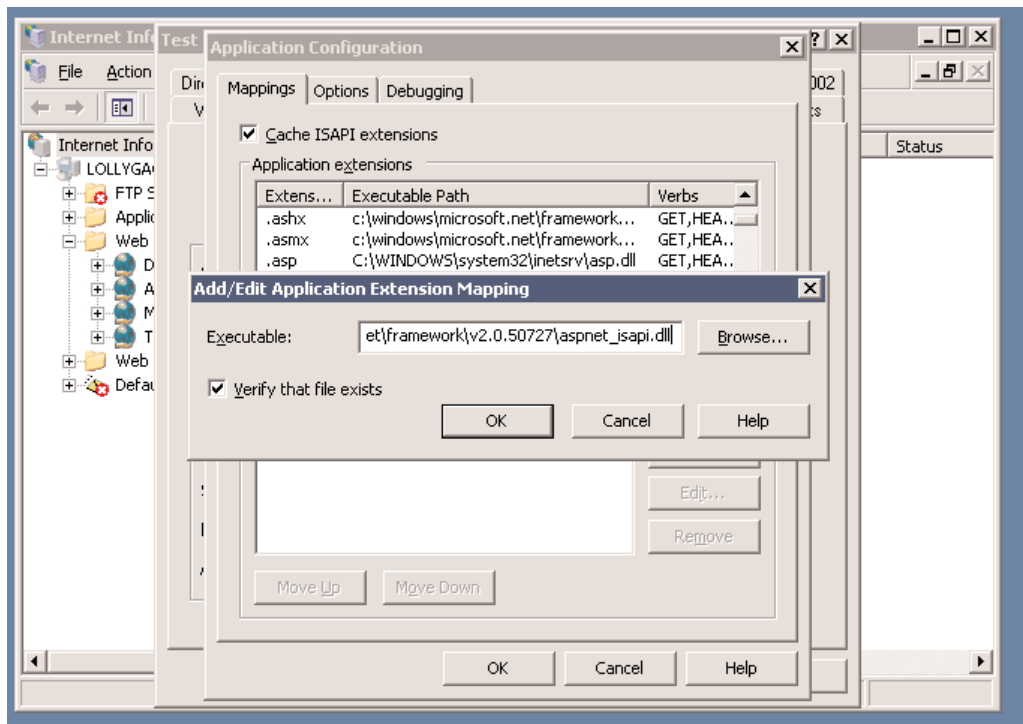 Internet Inf
Test
Application Configuration
?
File Action
Dir
Mappings Options Debugging
002
V
ts
Cache ISAPI extensions
Internet Info
Status
LOLLYGA
Application extensions
FTP S
Extens... Executable Path Verbs
Applic
.ashx c:\windows\microsoft.net\framework... GET,HEA..
Web
.asmx c:\windows\microsoft.net\framework... GET,HEA..
D
.asp C:\WINDOWS\system32\inetsrv\asp.dll GET,HEA..
A
Add/Edit Application Extension Mapping
M
T
Executable: et\framework\v2.0.50727\aspnet_isapi.dll Browse...
Web
Defau
Verify that file exists
OK Cancel Help
Edit...
Remove
Move Up Move Down
OK Cancel Help